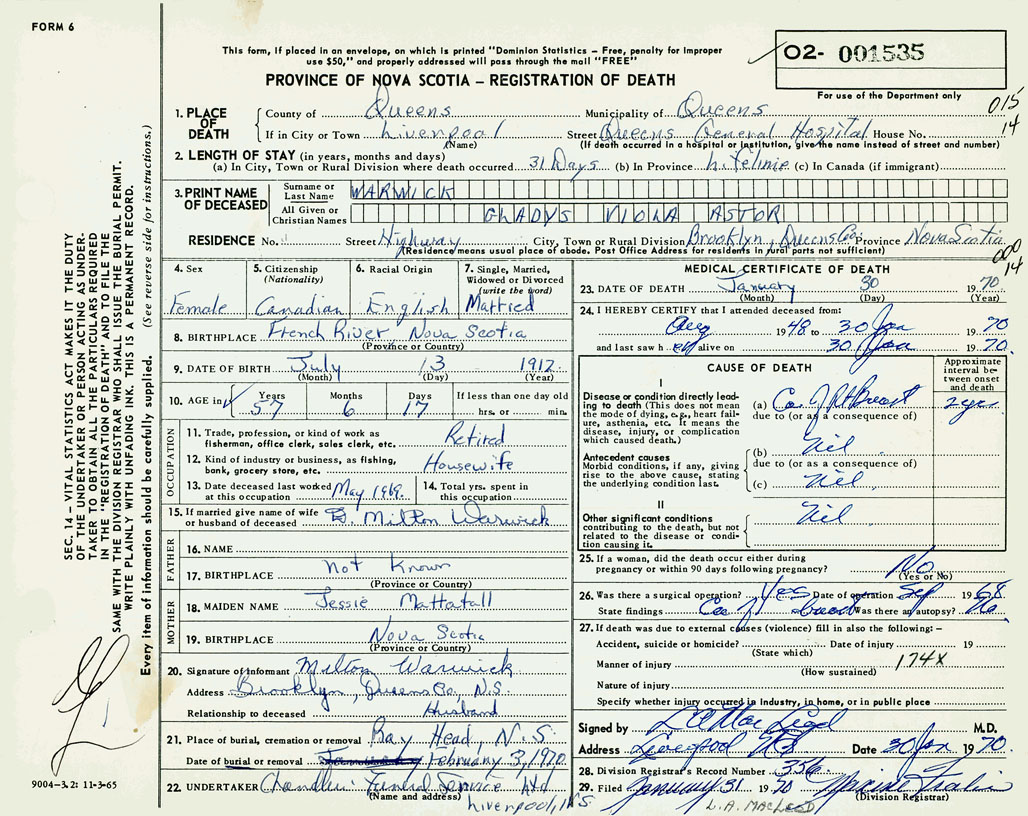 FORM 6
This form, if placed in an envelope, on which is printed "Dominion Statistics – Free, penalty for improper
use $50," and properly addressed will pass through the mail "FREE"
PROVINCE OF NOVA SCOTIA – REGISTRATION OF DEATH
02- 001535
For use of the Department only
015
14
1. PLACE OF DEATH
County of Queens Municipality of Queens
If in City or Town Liverpool Street Queens General Hospital House No.
(Name) (If death occurred in a hospital or institution, give the name instead of street and number)
2. LENGTH OF STAY (in years, months and days)
(a) In City, Town or Rural Division where death occurred 31 Days (b) In Province Lifetime (c) In Canada (if immigrant)
3. PRINT NAME OF DECEASED
Surname or Last Name WARWICK
All Given or Christian Names GLADYS VIOLA ASTOR
RESIDENCE No. Street Highway City, Town or Rural Division Brooklyn, Queens Co. Province Nova Scotia
(Residence means usual place of abode. Post Office Address for residents in rural parts not sufficient)
000
14
4. Sex Female
5. Citizenship (Nationality) Canadian
6. Racial Origin English
7. Single, Married, Widowed or Divorced (write the word) Married
8. BIRTHPLACE French River Nova Scotia
(Province or Country)
9. DATE OF BIRTH July 13 1912
(Month) (Day) (Year)
10. AGE in Years 57 Months 6 Days 17 If less than one day old hrs. or min.
OCCUPATION
11. Trade, profession, or kind of work as fisherman, office clerk, sales clerk, etc. Retired
12. Kind of industry or business, as fishing, bank, grocery store, etc. Housewife
13. Date deceased last worked at this occupation May 1969.
14. Total yrs. spent in this occupation
15. If married give name of wife or husband of deceased Milton Warwick
FATHER
16. NAME
17. BIRTHPLACE Not Known
(Province or Country)
MOTHER
18. MAIDEN NAME Jessie Mattatall
19. BIRTHPLACE Nova Scotia
(Province or Country)
20. Signature of informant Milton Warwick
Address Brooklyn, Queens Co., N.S.
Relationship to deceased Husband
21. Place of burial, cremation or removal Bay Head, N.S.
Date of burial or removal February 3, 1970.
22. UNDERTAKER Chandler Funeral Service Ltd
(Name and address)
Liverpool, N.S.
MEDICAL CERTIFICATE OF DEATH
23. DATE OF DEATH January 30 1970
(Month) (Day) (Year)
24. I HEREBY CERTIFY that I attended deceased from:
Aug 1948 to 30 Jan 1970
and last saw her alive on 30 Jan 1970.
CAUSE OF DEATH
Approximate interval between onset and death
I
Disease or condition directly leading to death (This does not mean the mode of dying, e.g., heart failure, asthenia, etc. It means the disease, injury, or complication which caused death.)
(a) Ca. Rt Breast 2 yrs
due to (or as a consequence of)
Antecedent causes
Morbid conditions, if any, giving rise to the above cause, stating the underlying condition last.
(b) Nil
due to (or as a consequence of)
(c) Nil
II
Other significant conditions contributing to the death, but not related to the disease or condition causing it.
Nil
25. If a woman, did the death occur either during pregnancy or within 90 days following pregnancy? No
(Yes or No)
26. Was there a surgical operation? Yes Date of operation Sep 1968
State findings Ca of breast Was there an autopsy? No
27. If death was due to external causes (violence) fill in also the following: –
Accident, suicide or homicide? Date of injury 19
(State which)
Manner of injury 174X
(How sustained)
Nature of injury
Specify whether injury occurred in industry, in home, or in public place
Signed by L A MacLeod M.D.
Address Liverpool NS Date 30 Jan 1970
28. Division Registrar's Record Number 336
29. Filed January 31 1970
(Division Registrar)
L.A. MACLEOD
SEC. 14 – VITAL STATISTICS ACT MAKES IT THE DUTY
OF THE UNDERTAKER OR PERSON ACTING AS UNDER-
TAKER TO OBTAIN ALL THE PARTICULARS REQUIRED
IN THE "REGISTRATION OF DEATH" AND TO FILE THE
SAME WITH THE DIVISION REGISTRAR WHO SHALL ISSUE THE BURIAL PERMIT.
WRITE PLAINLY WITH UNFADING INK. THIS IS A PERMANENT RECORD.
Every item of information should be carefully supplied. (See reverse side for instructions.)
9004–3.2: 11-3-65